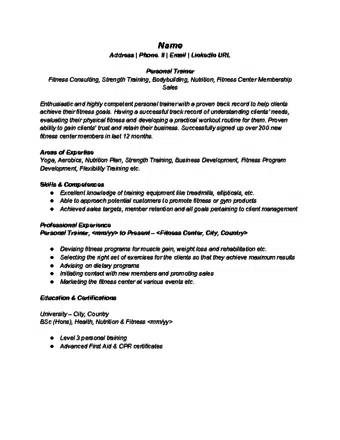 Name
Address | Phone # | Email | LinkedIn URL
Personal Trainer
Fitness Consulting, Strength Training, Bodybuilding, Nutrition, Fitness Center Membership
Sales
Enthusiastic and highly competent personal trainer with a proven track record to help clients
achieve their fitness goals. Having a successful track record of understanding clients' needs,
evaluating their physical fitness and developing a practical workout routine for them. Proven
ability to gain clients' trust and retain their business. Successfully signed up over 200 new
fitness center members in last 12 months.
Areas of Expertise
Yoga, Aerobics, Nutrition Plan, Strength Training, Business Development, Fitness Program
Development, Flexibility Training etc.
Skills & Competences
● Excellent knowledge of training equipment like treadmills, ellipticals, etc.
● Able to approach potential customers to promote fitness or gym products
● Achieved sales targets, member retention and all goals pertaining to client management
Professional Experience
Personal Trainer, <mm/yy> to Present – <Fitness Center, City, Country>
● Devising fitness programs for muscle gain, weight loss and rehabilitation etc.
● Selecting the right set of exercises for the clients so that they achieve maximum results
● Advising on dietary programs
● Initiating contact with new members and promoting sales
● Marketing the fitness center at various events etc.
Education & Certifications
University – City, Country
BSc (Hons), Health, Nutrition & Fitness <mm/yy>
● Level 3 personal training
● Advanced First Aid & CPR certificates